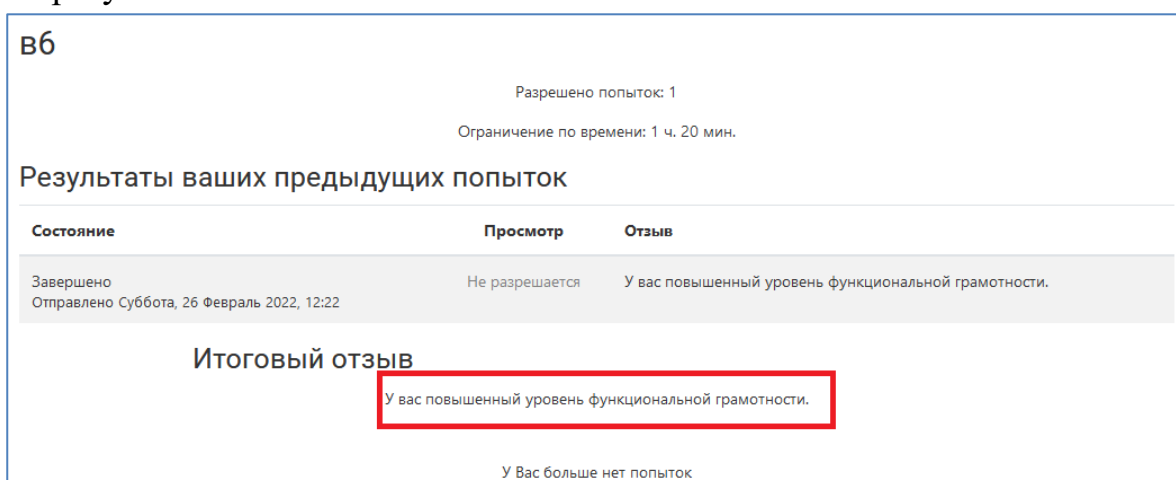 в6
Разрешено попыток: 1
Ограничение по времени: 1 ч. 20 мин.
Результаты ваших предыдущих попыток
Состояние Просмотр Отзыв
Завершено Не разрешается У вас повышенный уровень функциональной грамотности.
Отправлено Суббота, 26 Февраль 2022, 12:22
Итоговый отзыв
У вас повышенный уровень функциональной грамотности.
У Вас больше нет попыток